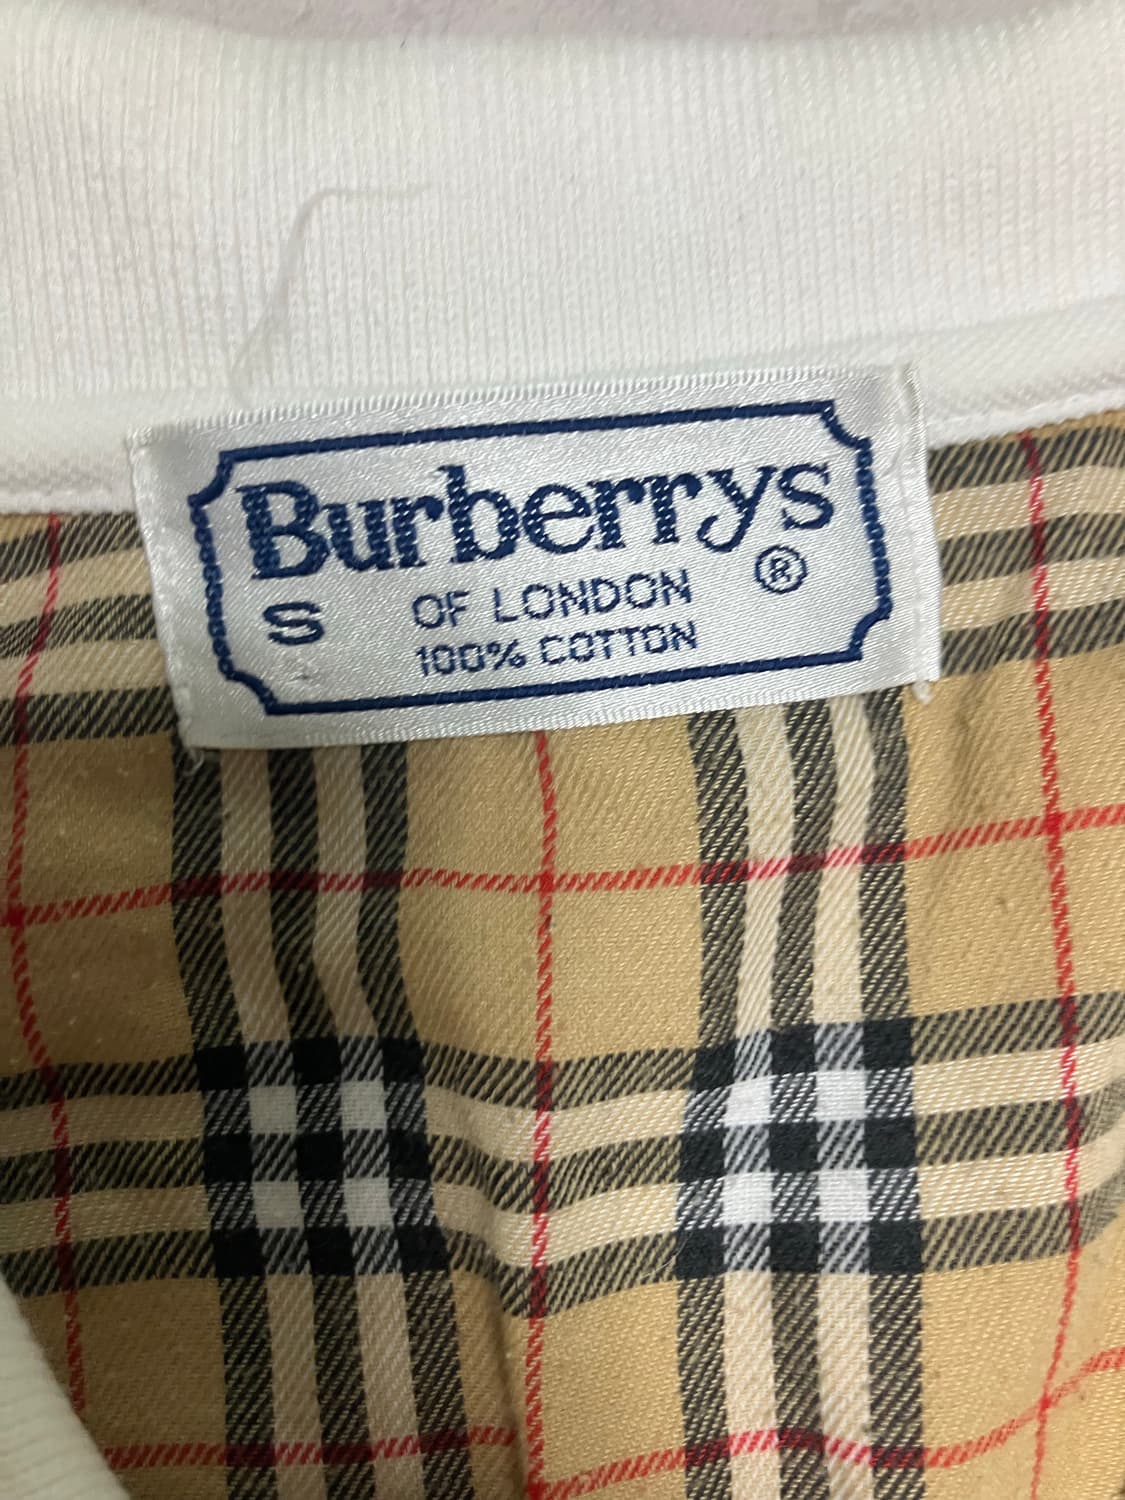 Burberrys
S OF LONDON ®
100% COTTON